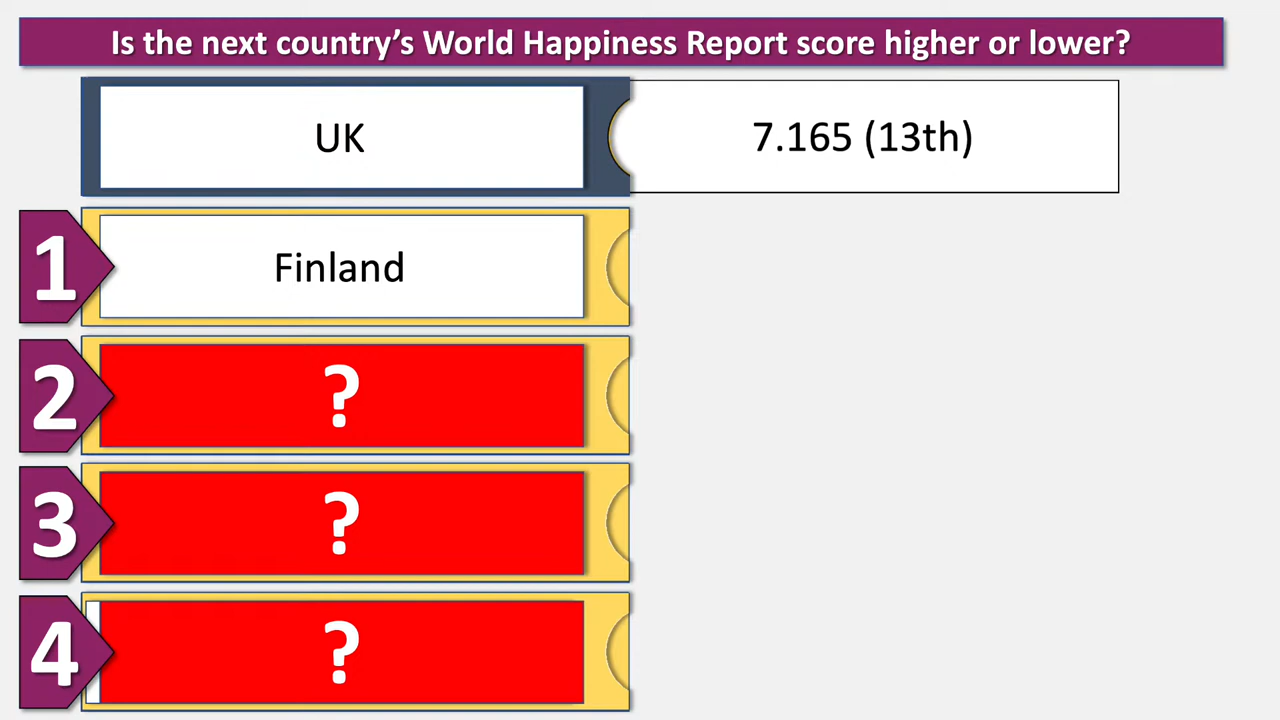 Is the next country’s World Happiness Report score higher or lower?
UK
7.165 (13th)
1
Finland
2
?
3
?
4
?